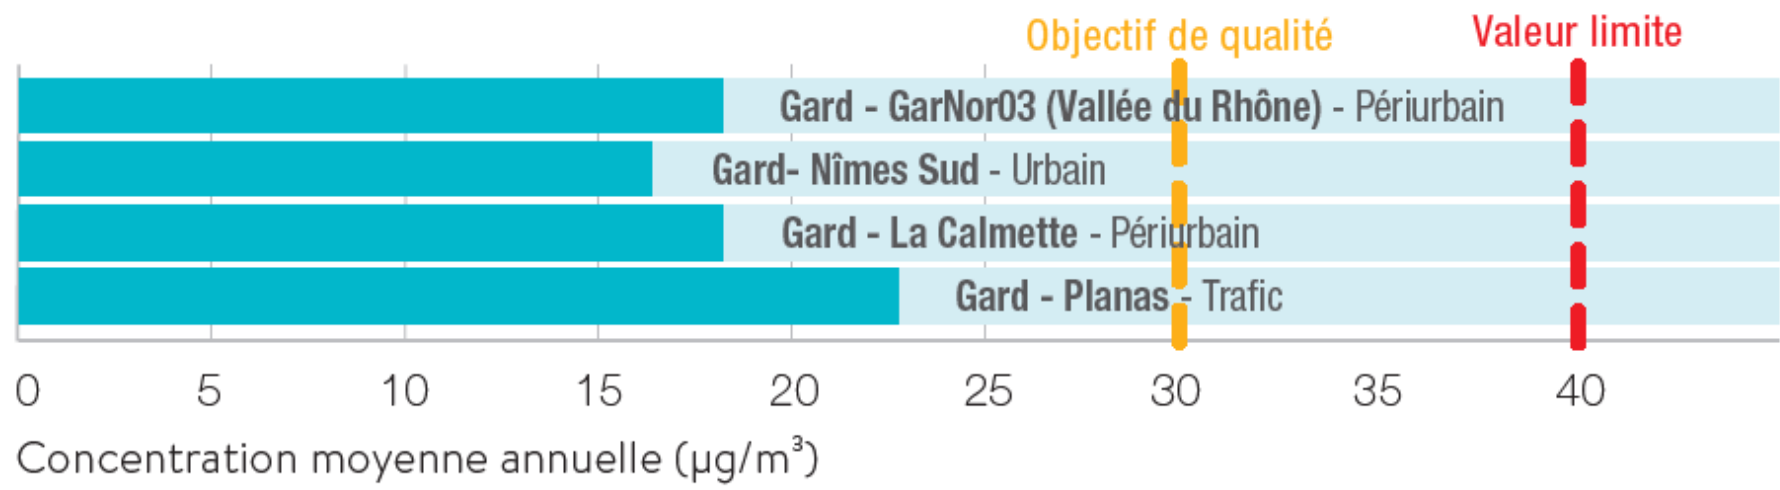 Objectif de qualité
Valeur limite
Gard - GarNor03 (Vallée du Rhône) - Périurbain
Gard- Nîmes Sud - Urbain
Gard - La Calmette - Périurbain
Gard - Planas - Trafic
0 5 10 15 20 25 30 35 40
Concentration moyenne annuelle (µg/m³)